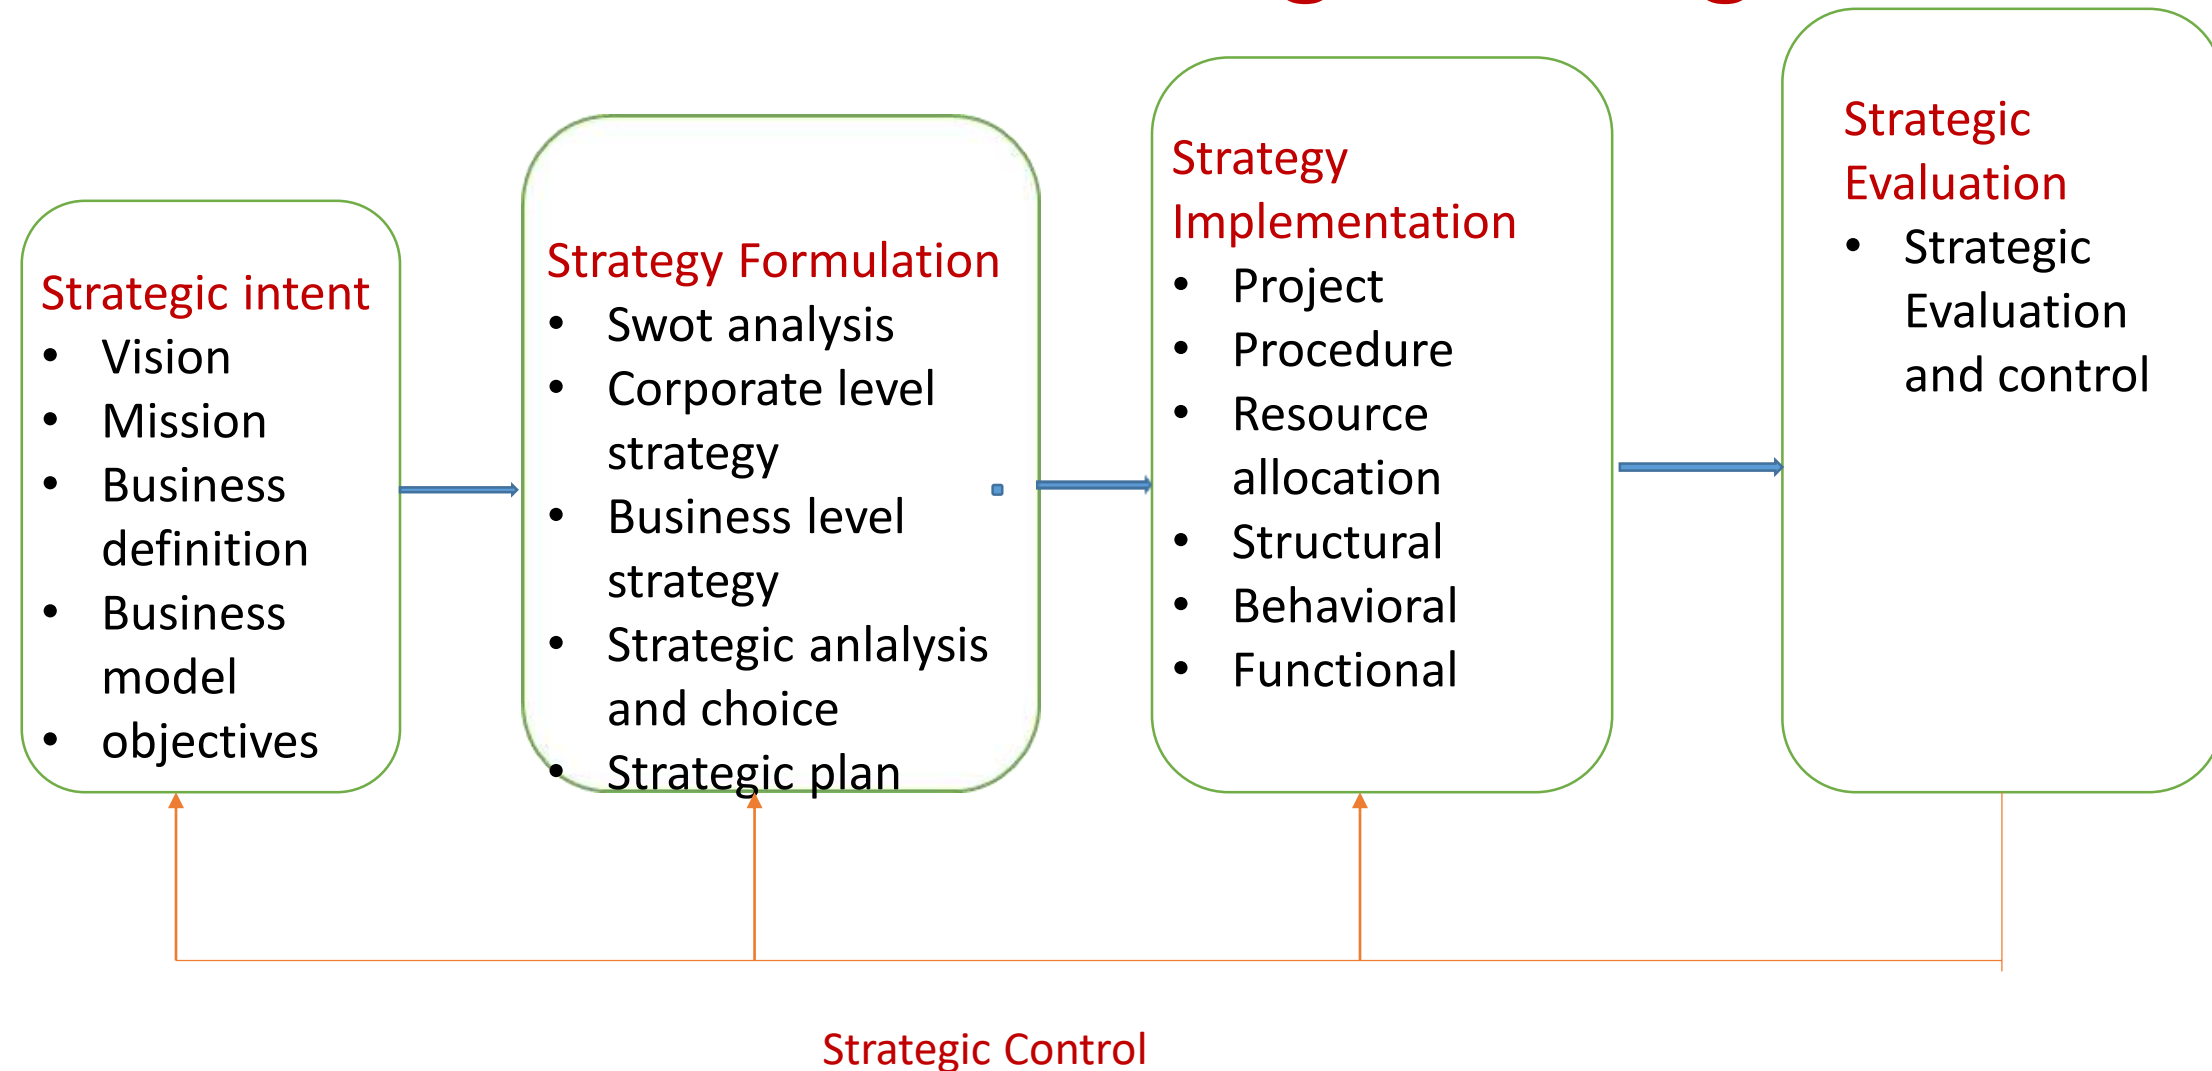 Strategic intent
• Vision
• Mission
• Business
definition
• Business
model
• objectives
Strategy Formulation
• Swot analysis
• Corporate level
strategy
• Business level
strategy
• Strategic anlalysis
and choice
• Strategic plan
Strategy
Implementation
• Project
• Procedure
• Resource
allocation
• Structural
• Behavioral
• Functional
Strategic
Evaluation
• Strategic
Evaluation
and control
Strategic Control